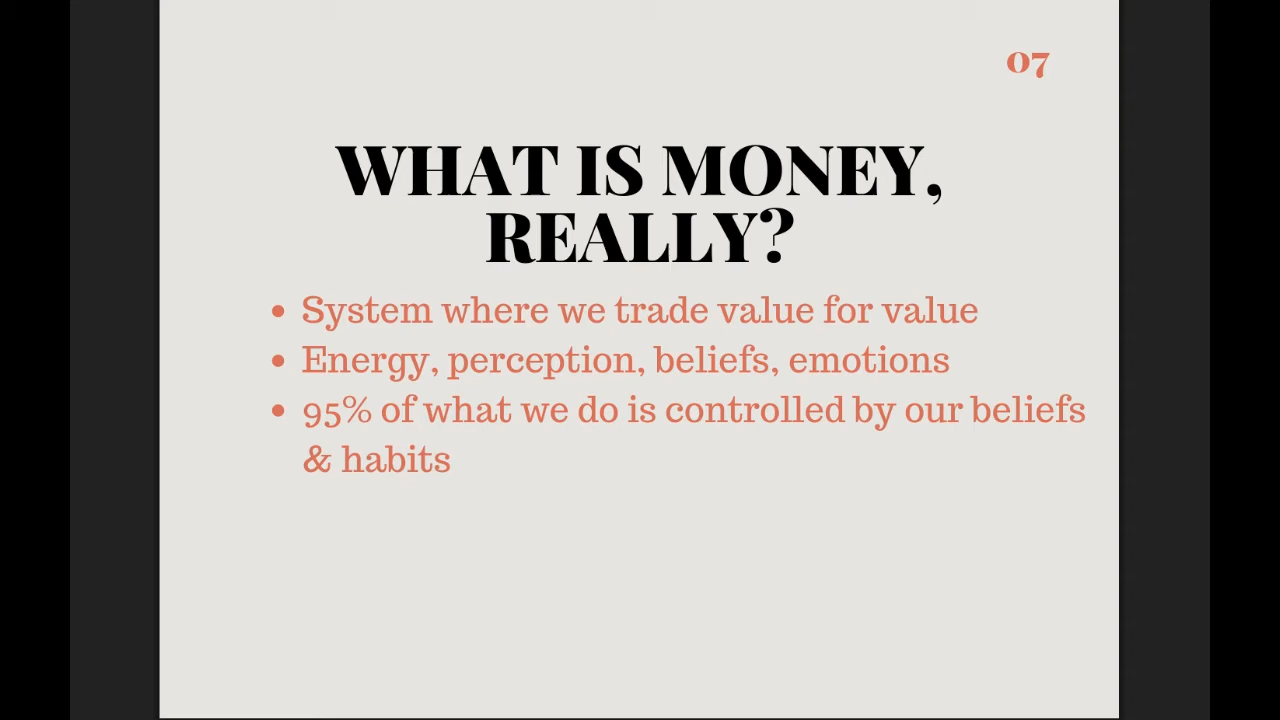 07
WHAT IS MONEY,
REALLY?
• System where we trade value for value
• Energy, perception, beliefs, emotions
• 95% of what we do is controlled by our beliefs
& habits